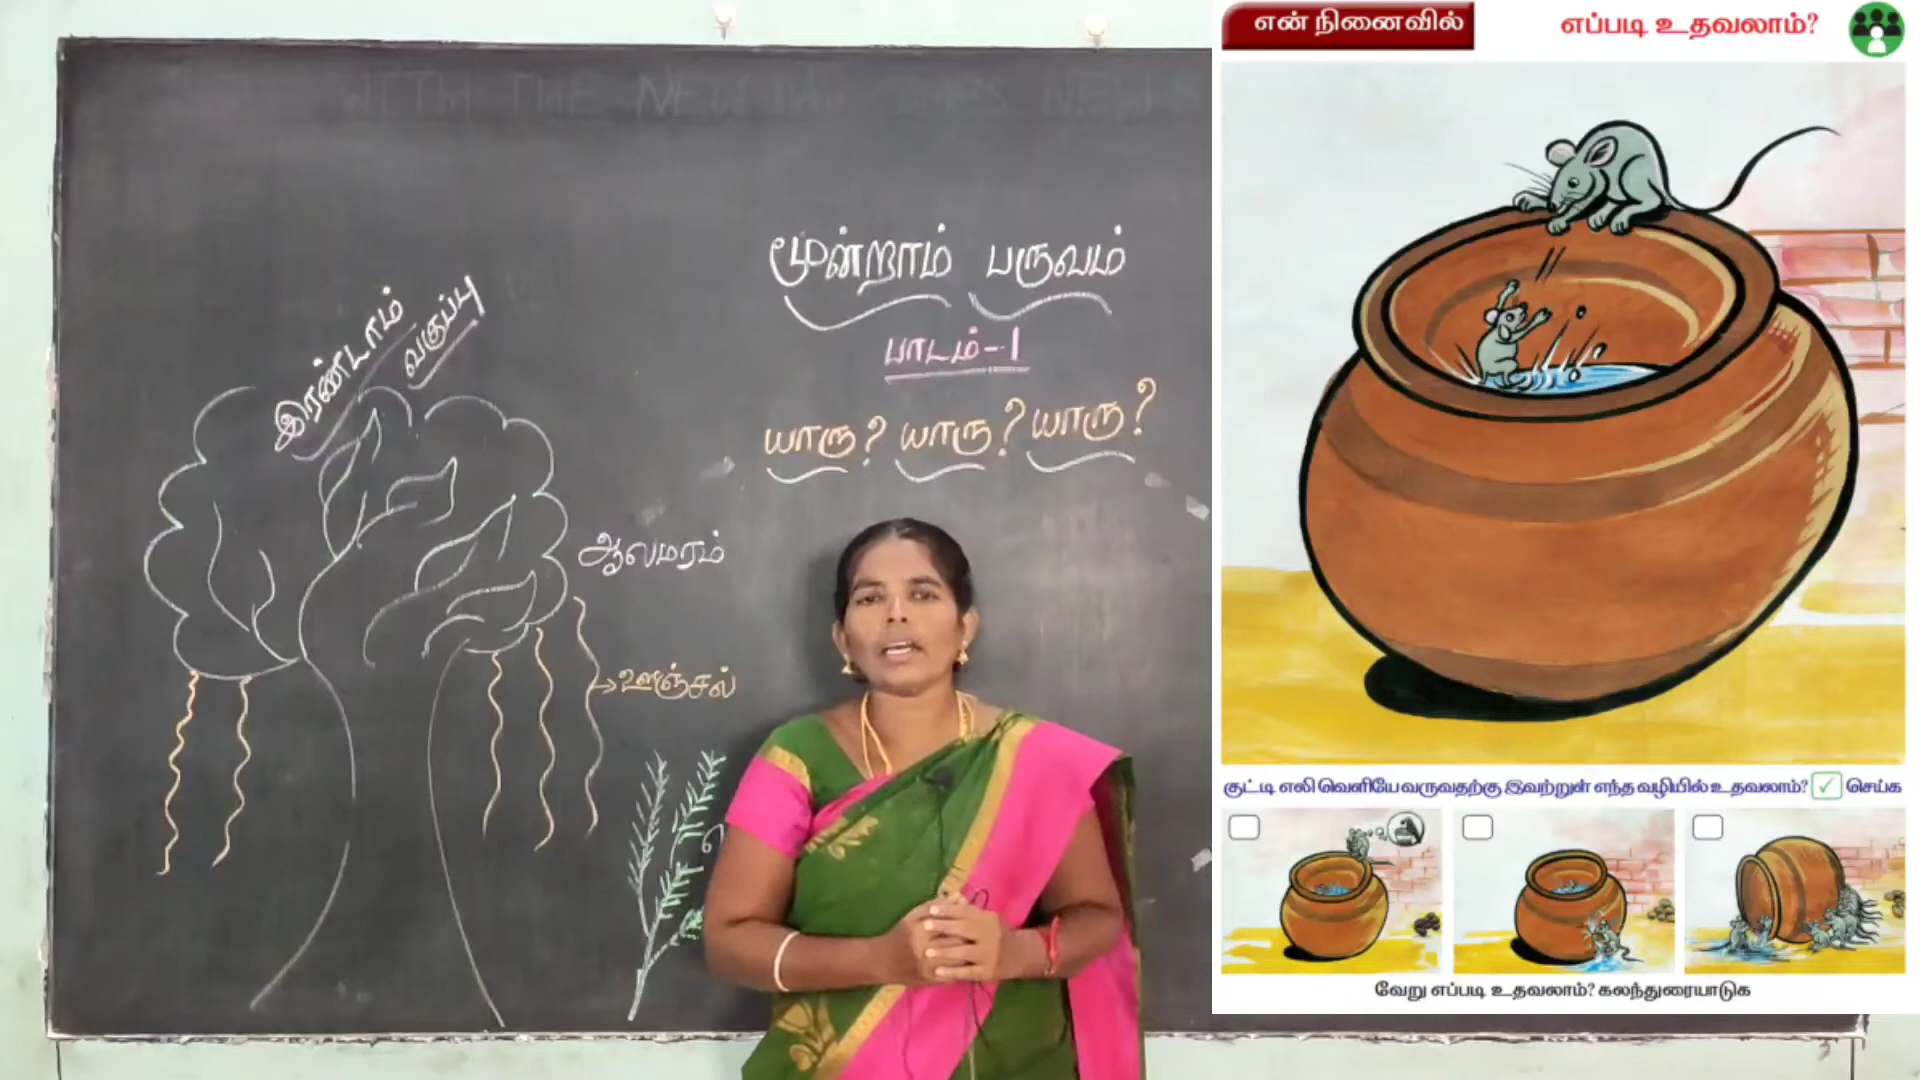 இரண்டாம்
வகுப்பு
மூன்றாம் பருவம்
பாடம்-1
யாரு? யாரு? யாரு?
ஆலமரம்
ஊஞ்சல்
என் நினைவில்
எப்படி உதவலாம்?
குட்டி எலி வெளியே வருவதற்கு இவற்றுள் எந்த வழியில் உதவலாம்? ✓ செய்க
வேறு எப்படி உதவலாம்? கலந்துரையாடுக